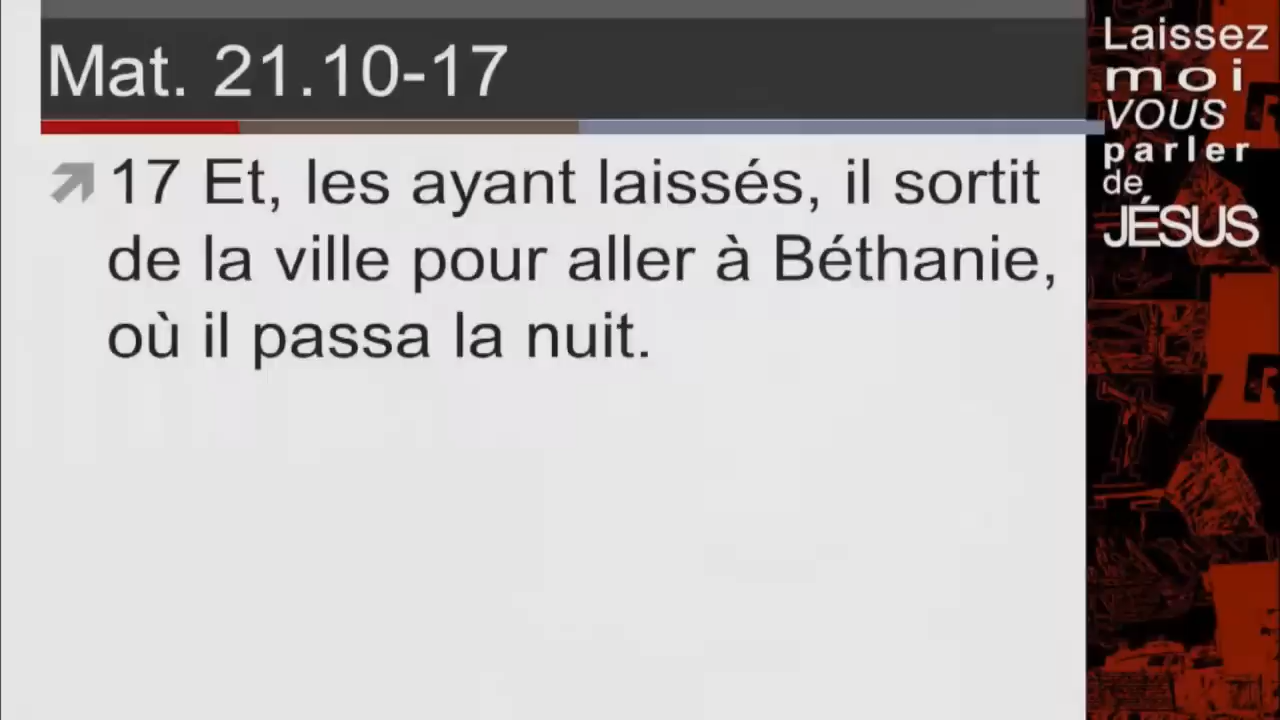 Mat. 21.10-17
17 Et, les ayant laissés, il sortit
de la ville pour aller à Béthanie,
où il passa la nuit.
Laissez
moi
VOUS
parler
de
JÉSUS